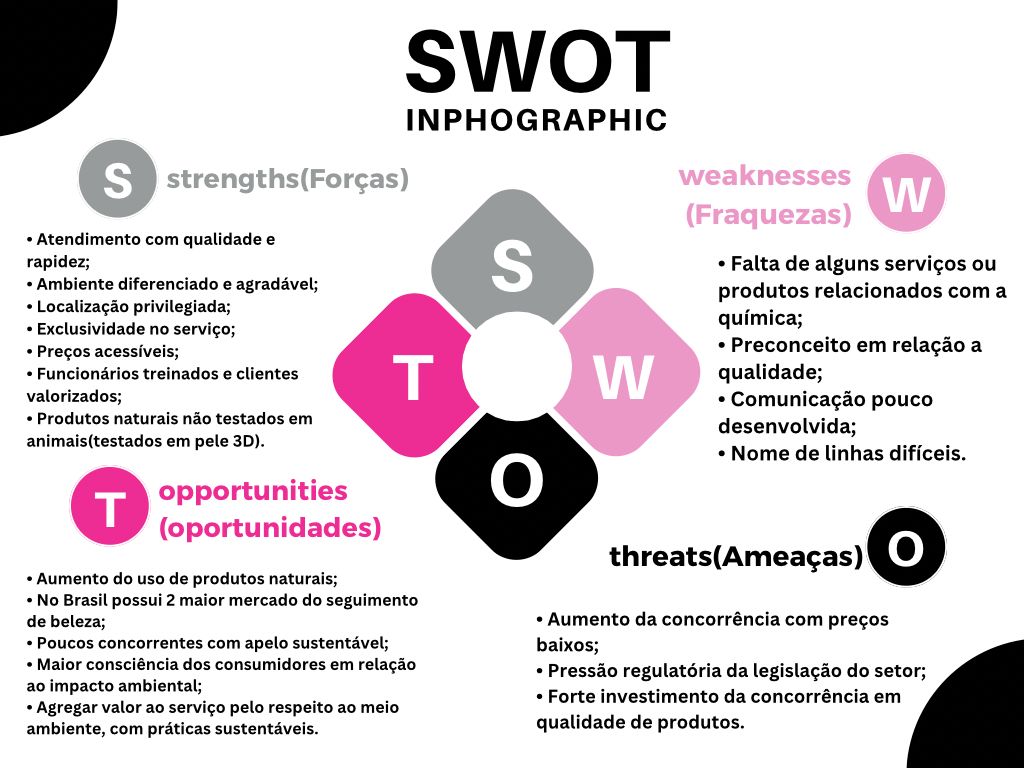 SWOT
INPHOGRAPHIC
S
strengths(Forças)
• Atendimento com qualidade e
rapidez;
• Ambiente diferenciado e agradável;
• Localização privilegiada;
• Exclusividade no serviço;
• Preços acessíveis;
• Funcionários treinados e clientes
valorizados;
• Produtos naturais não testados em
animais(testados em pele 3D).
weaknesses
(Fraquezas)
W
• Falta de alguns serviços ou
produtos relacionados com a
química;
• Preconceito em relação a
qualidade;
• Comunicação pouco
desenvolvida;
• Nome de linhas difíceis.
S
T
W
O
T
opportunities
(oportunidades)
• Aumento do uso de produtos naturais;
• No Brasil possui 2 maior mercado do seguimento
de beleza;
• Poucos concorrentes com apelo sustentável;
• Maior consciência dos consumidores em relação
ao impacto ambiental;
• Agregar valor ao serviço pelo respeito ao meio
ambiente, com práticas sustentáveis.
threats(Ameaças)
O
• Aumento da concorrência com preços
baixos;
• Pressão regulatória da legislação do setor;
• Forte investimento da concorrência em
qualidade de produtos.